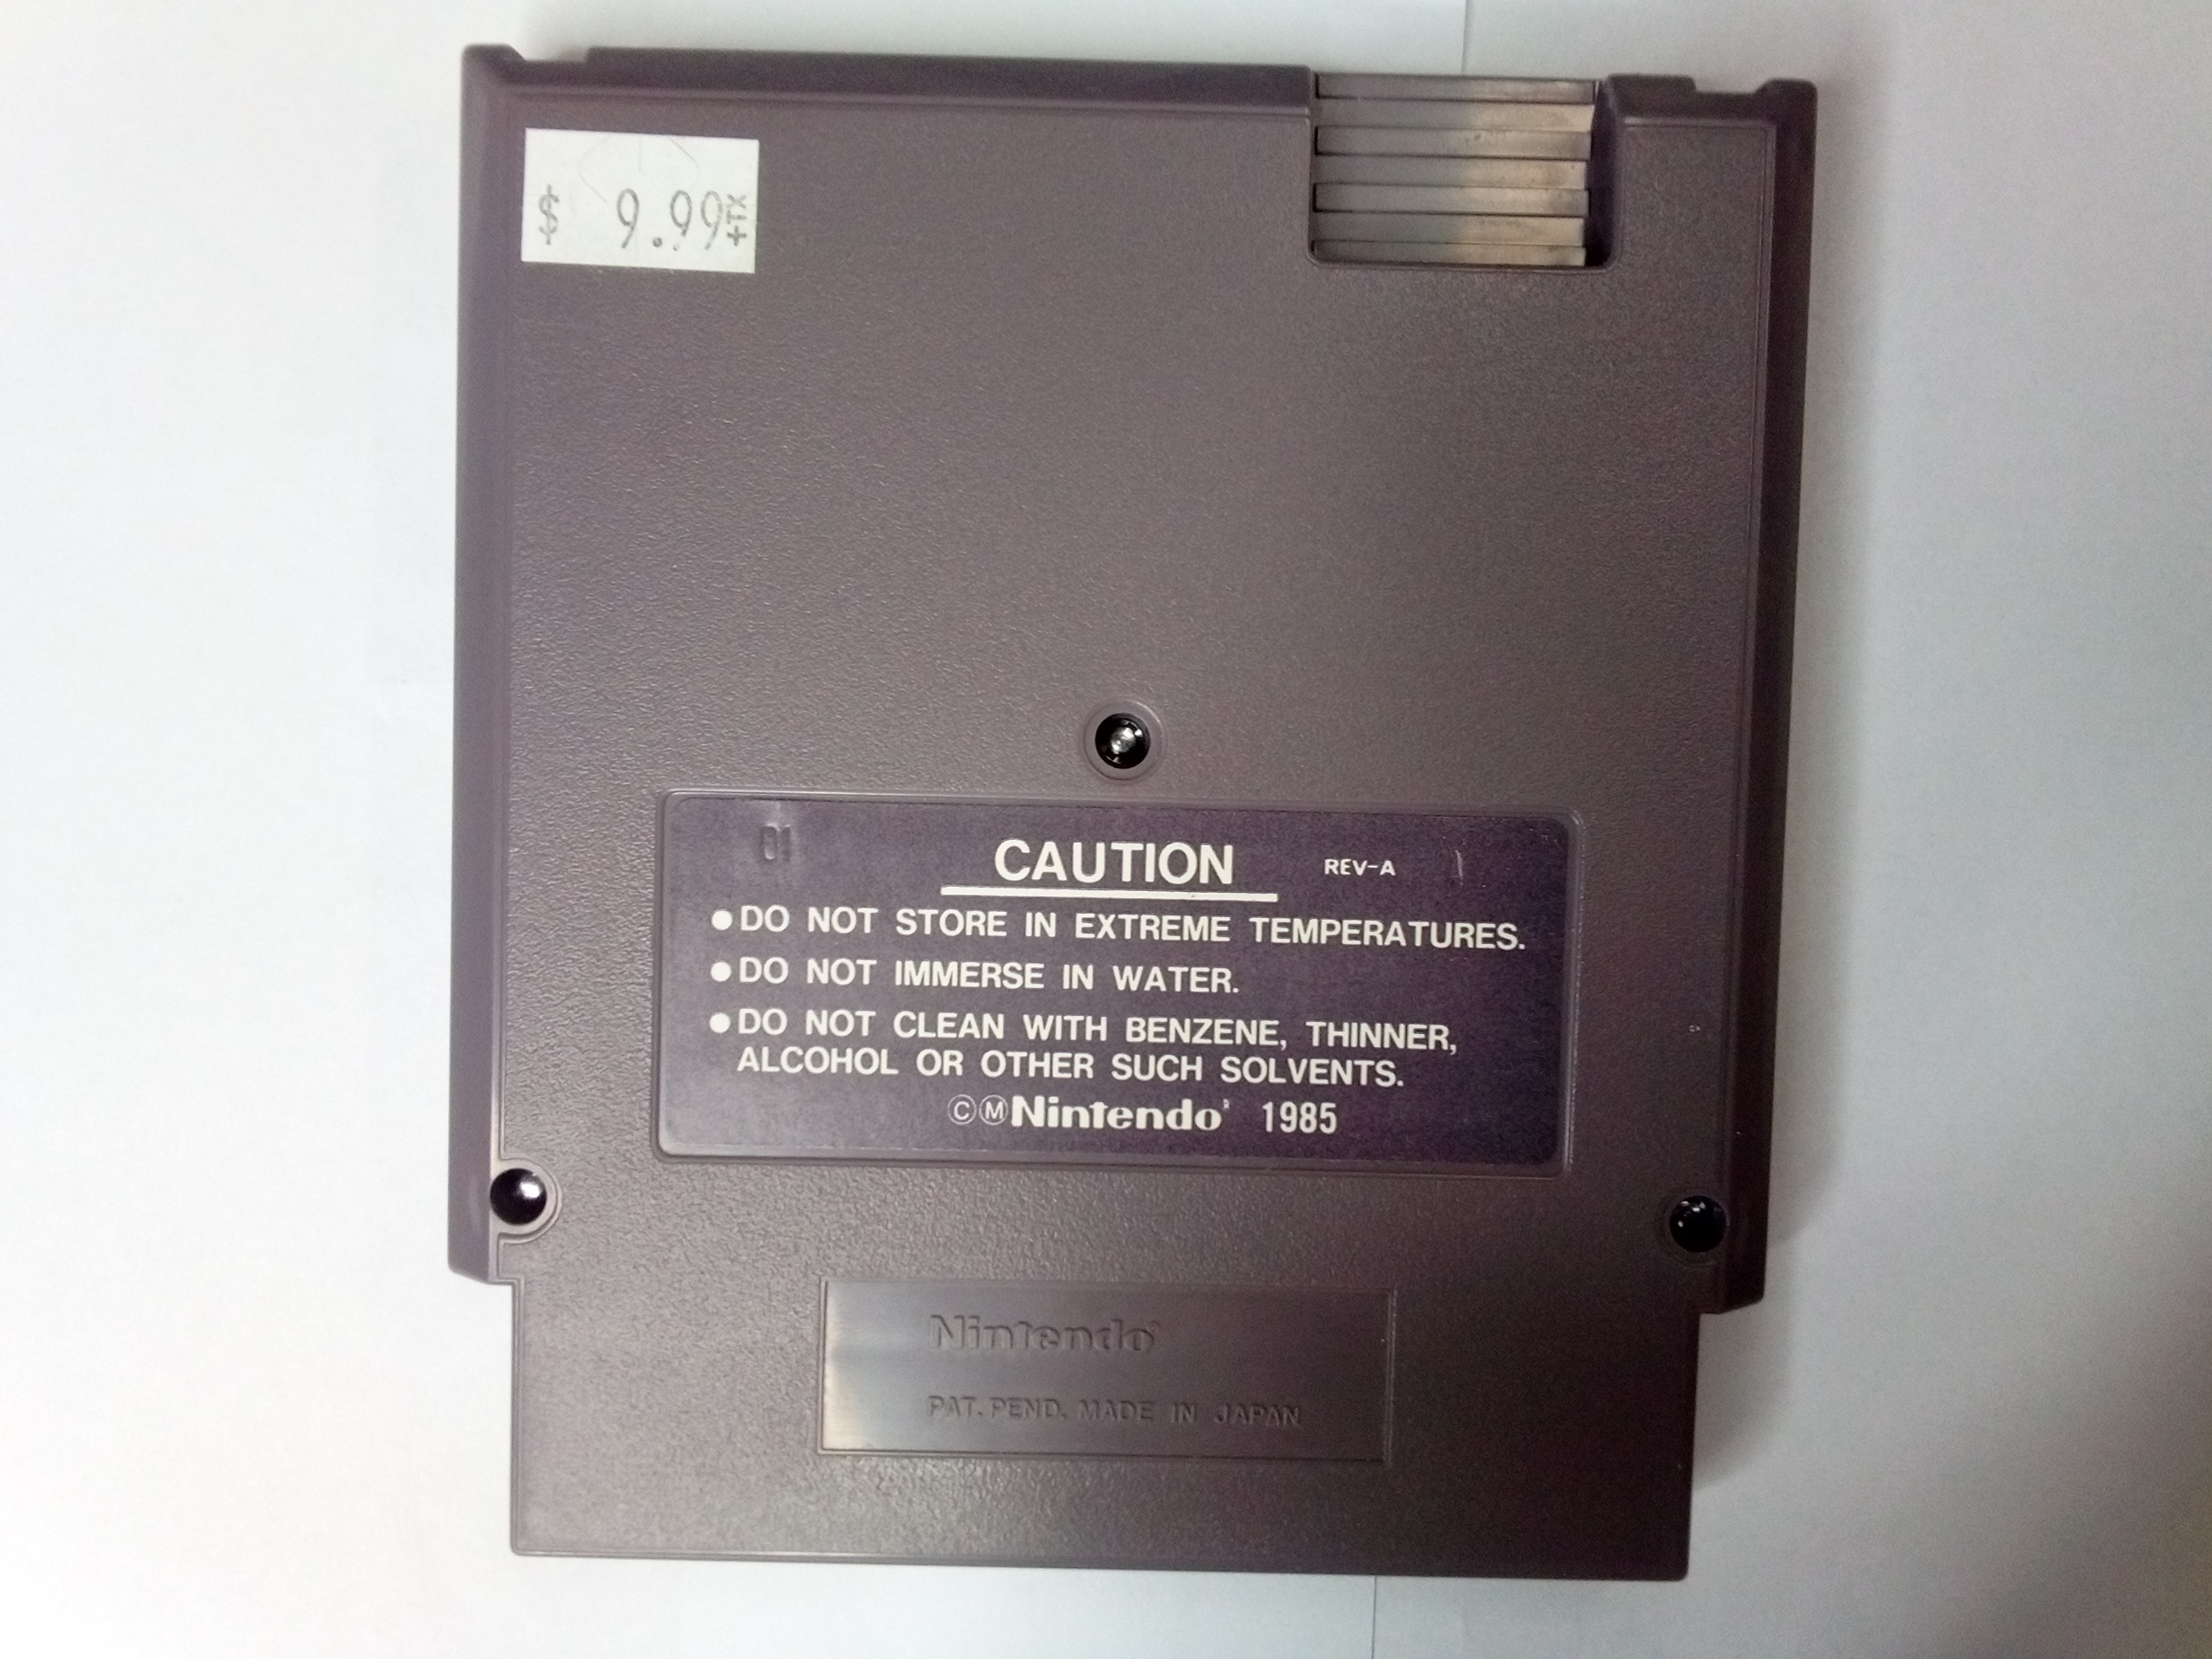 $ 9.99+TX
01
CAUTION REV-A
●DO NOT STORE IN EXTREME TEMPERATURES.
●DO NOT IMMERSE IN WATER.
●DO NOT CLEAN WITH BENZENE, THINNER,
ALCOHOL OR OTHER SUCH SOLVENTS.
ⒸⓂNintendo® 1985
Nintendo®
PAT. PEND. MADE IN JAPAN